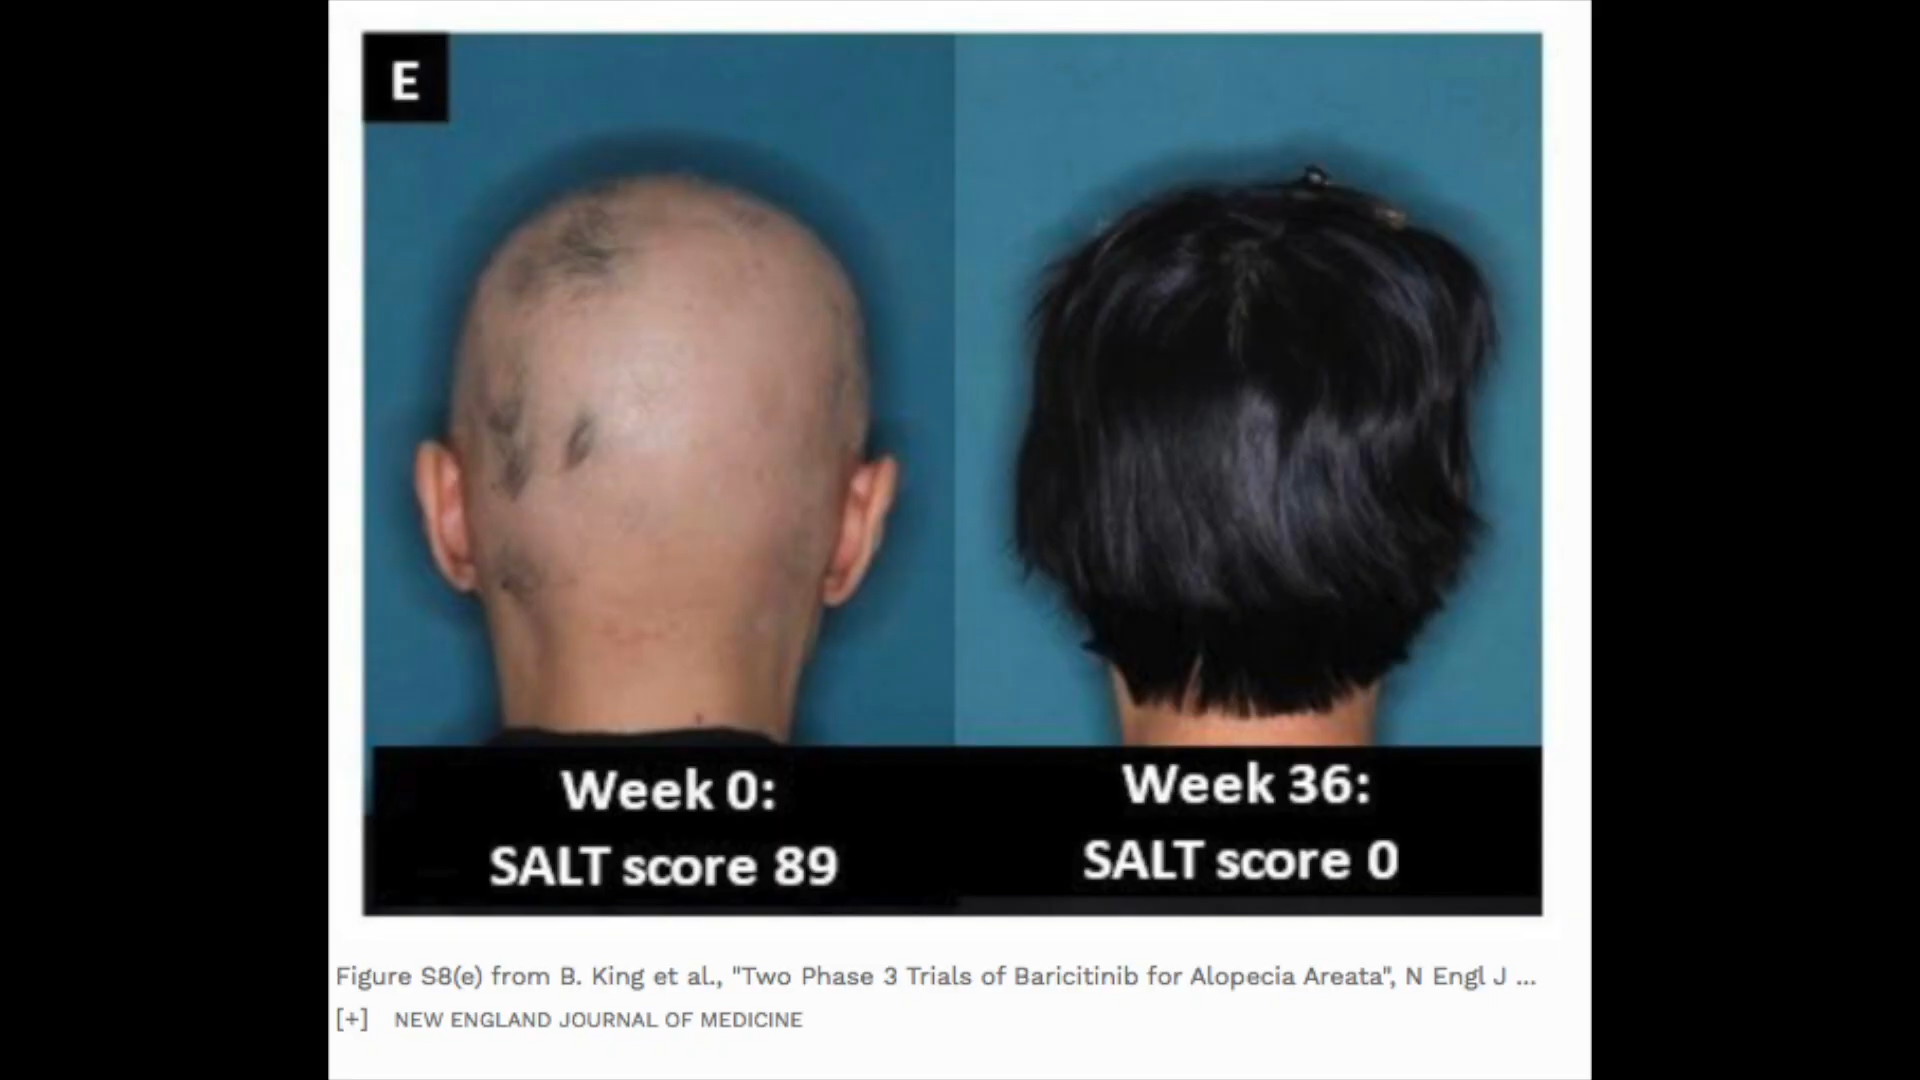 E
Week 0:
SALT score 89
Week 36:
SALT score 0
Figure S8(e) from B. King et al., "Two Phase 3 Trials of Baricitinib for Alopecia Areata", N Engl J ...
[+] NEW ENGLAND JOURNAL OF MEDICINE